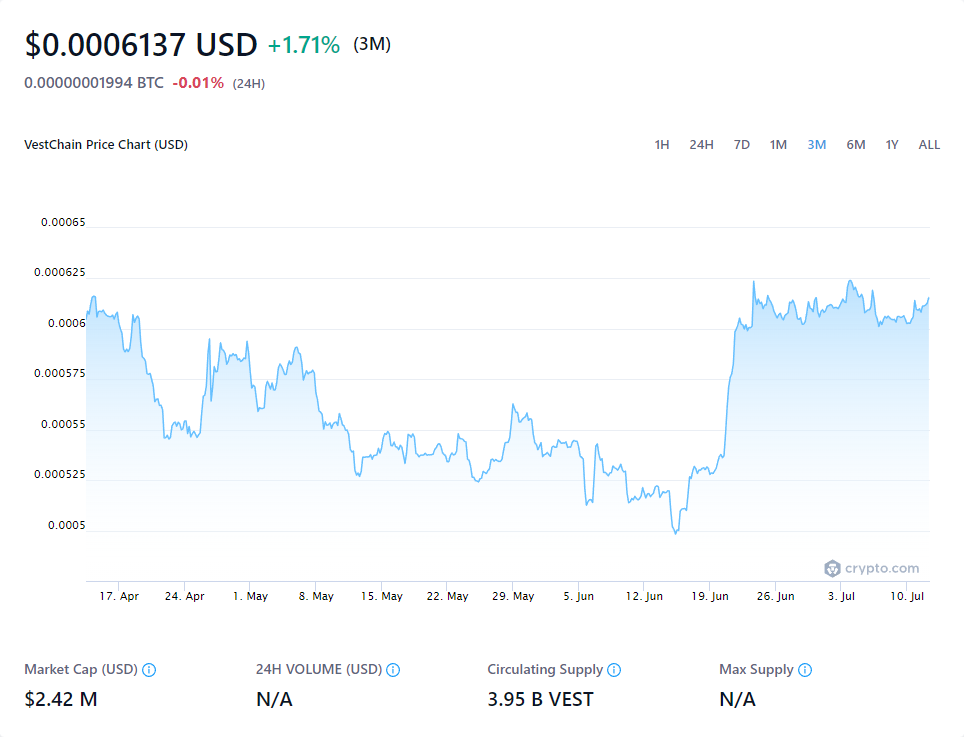 $0.0006137 USD +1.71% (3M)
0.00000001994 BTC -0.01% (24H)
VestChain Price Chart (USD) 1H 24H 7D 1M 3M 6M 1Y ALL
0.00065
0.000625
0.0006
0.000575
0.00055
0.000525
0.0005
crypto.com
17. Apr 24. Apr 1. May 8. May 15. May 22. May 29. May 5. Jun 12. Jun 19. Jun 26. Jun 3. Jul 10. Jul
Market Cap (USD) 24H VOLUME (USD) Circulating Supply Max Supply
$2.42 M N/A 3.95 B VEST N/A